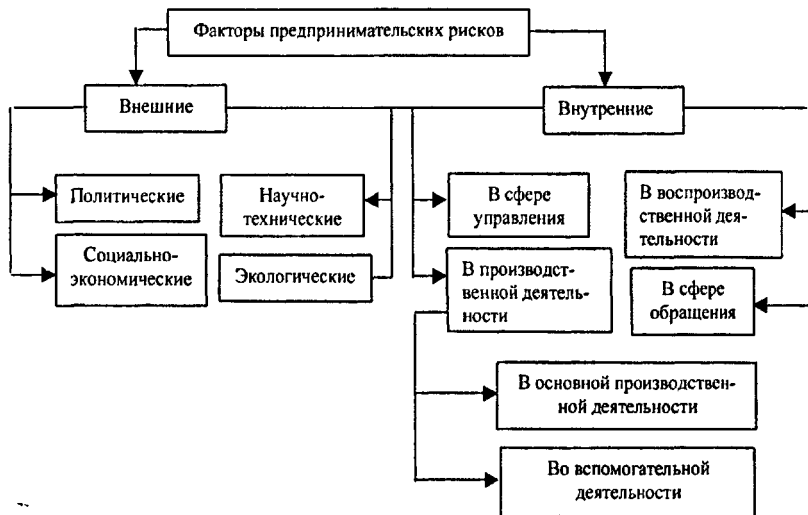 Факторы предпринимательских рисков
Внешние
Внутренние
Политические
Научно-
технические
Социально-
экономические
Экологические
В сфере
управления
В воспроизвод-
ственной дея-
тельности
В производст-
венной деятель-
ности
В сфере
обращения
В основной производствен-
ной деятельности
Во вспомогательной
деятельности